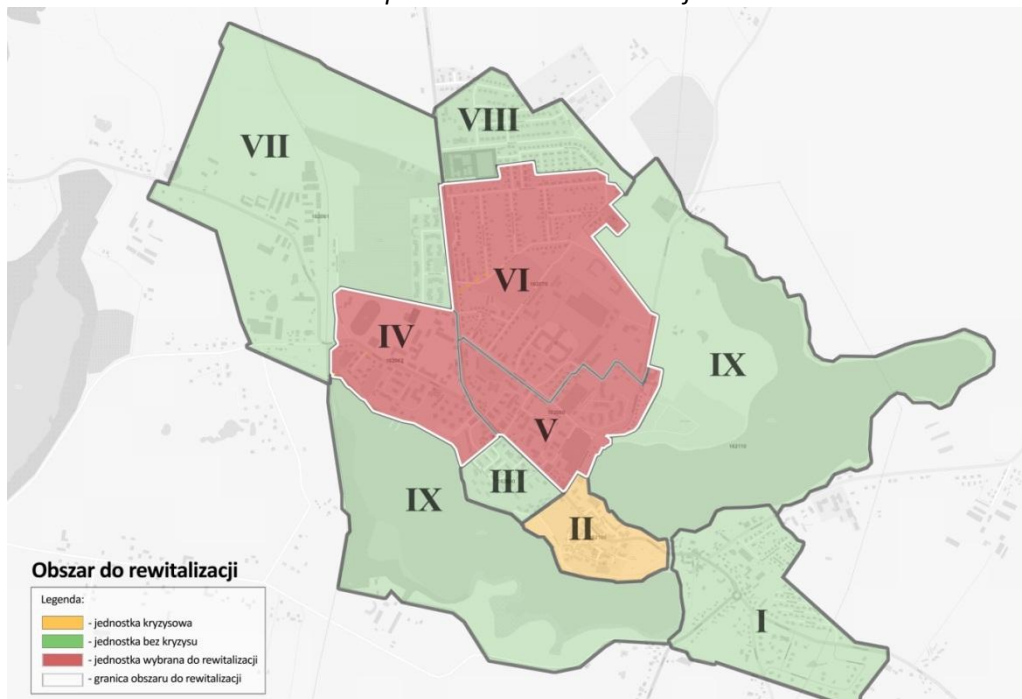 VIII
VII
VI
IV
IX
V
III
IX
II
I
Obszar do rewitalizacji
Legenda:
- jednostka kryzysowa
- jednostka bez kryzysu
- jednostka wybrana do rewitalizacji
- granica obszaru do rewitalizacji